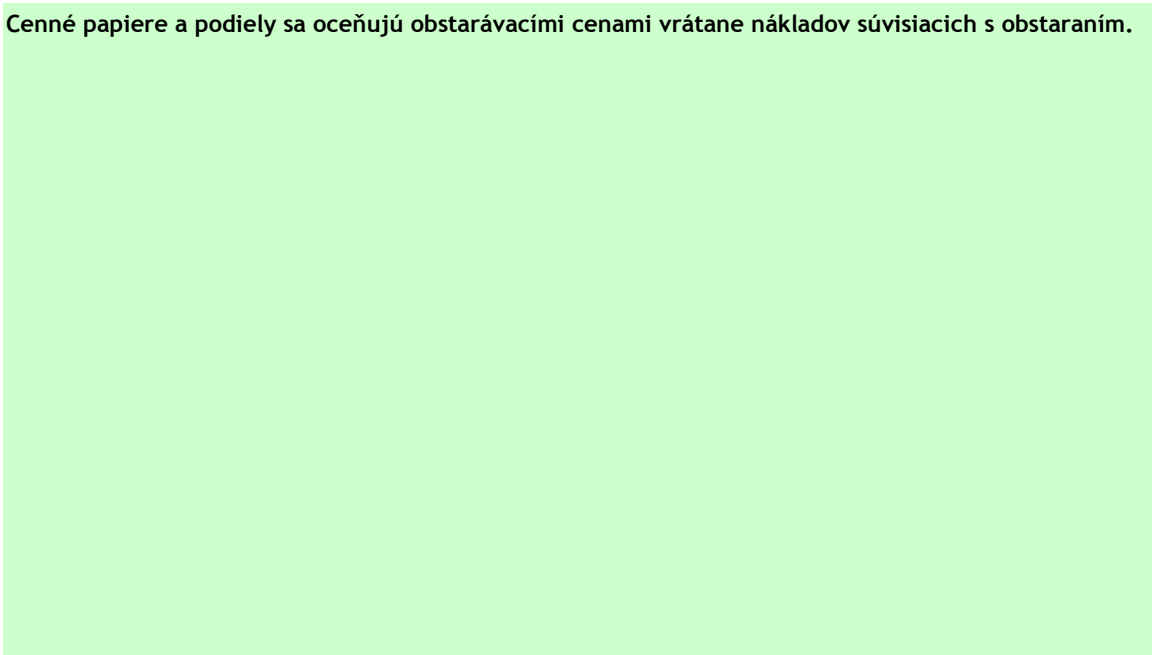 Cenné papiere a podiely sa oceňujú obstarávacími cenami vrátane nákladov súvisiacich s obstaraním.